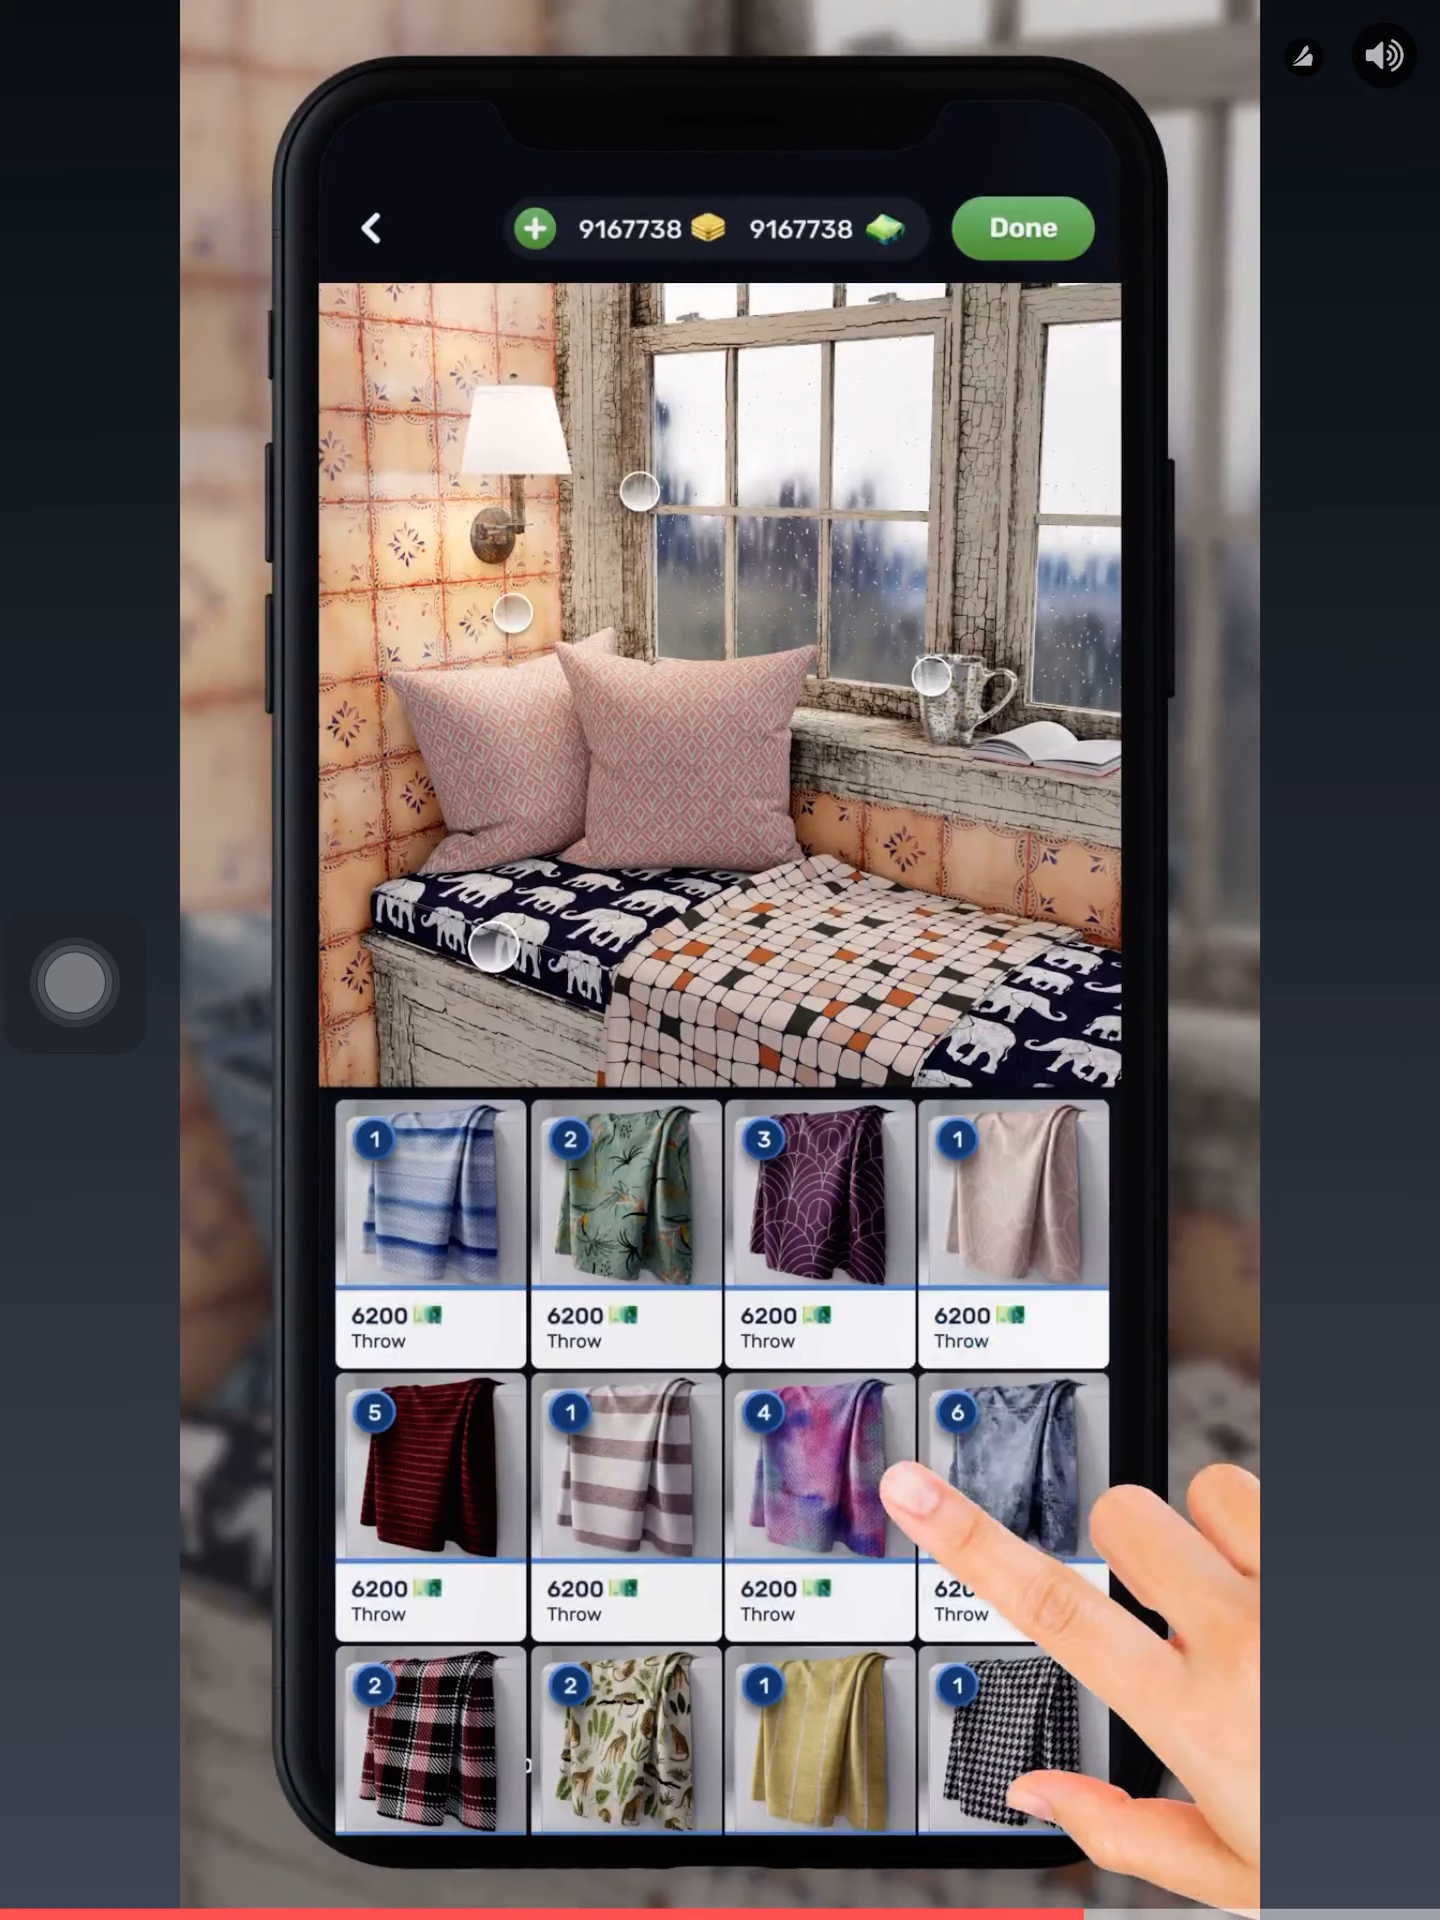 9167738 9167738 Done
1 2 3 1
6200 6200 6200 6200
Throw Throw Throw Throw
5 1 4 6
6200 6200 6200
Throw Throw Throw Throw
2 2 1 1